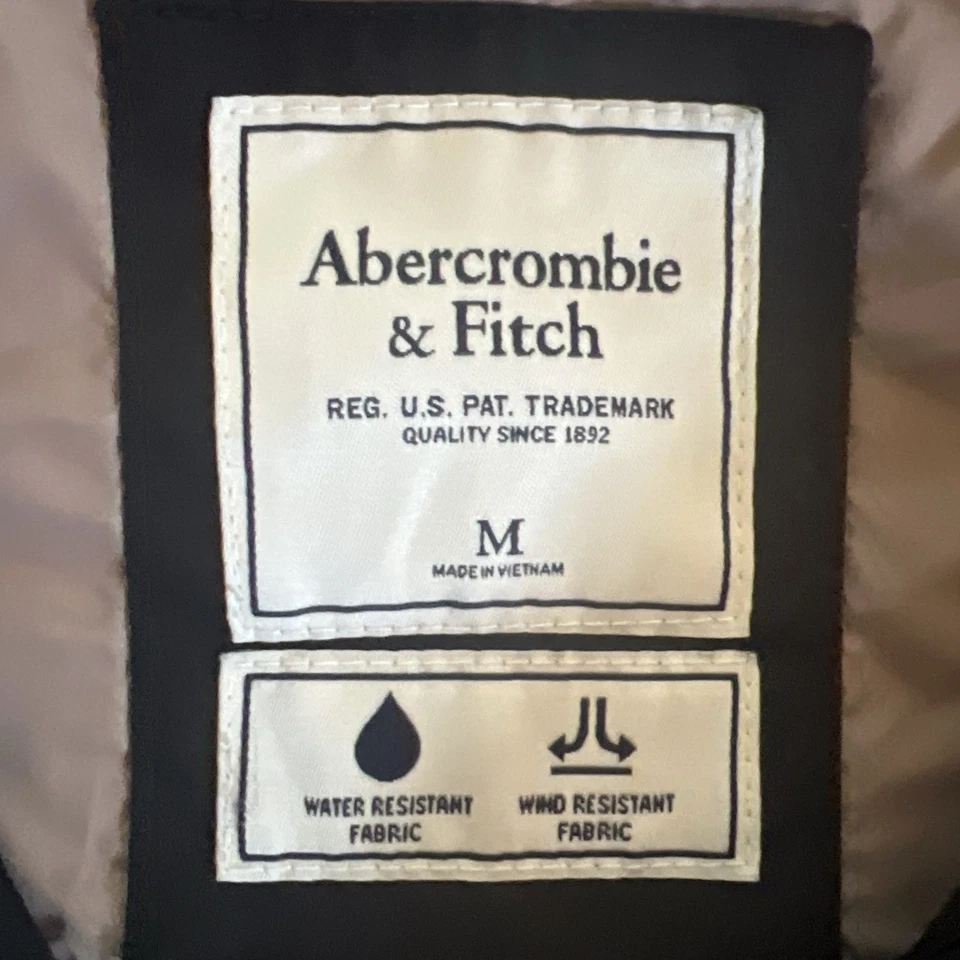 Abercrombie
& Fitch
REG. U.S. PAT. TRADEMARK
QUALITY SINCE 1892
M
MADE IN VIETNAM
WATER RESISTANT
FABRIC
WIND RESISTANT
FABRIC